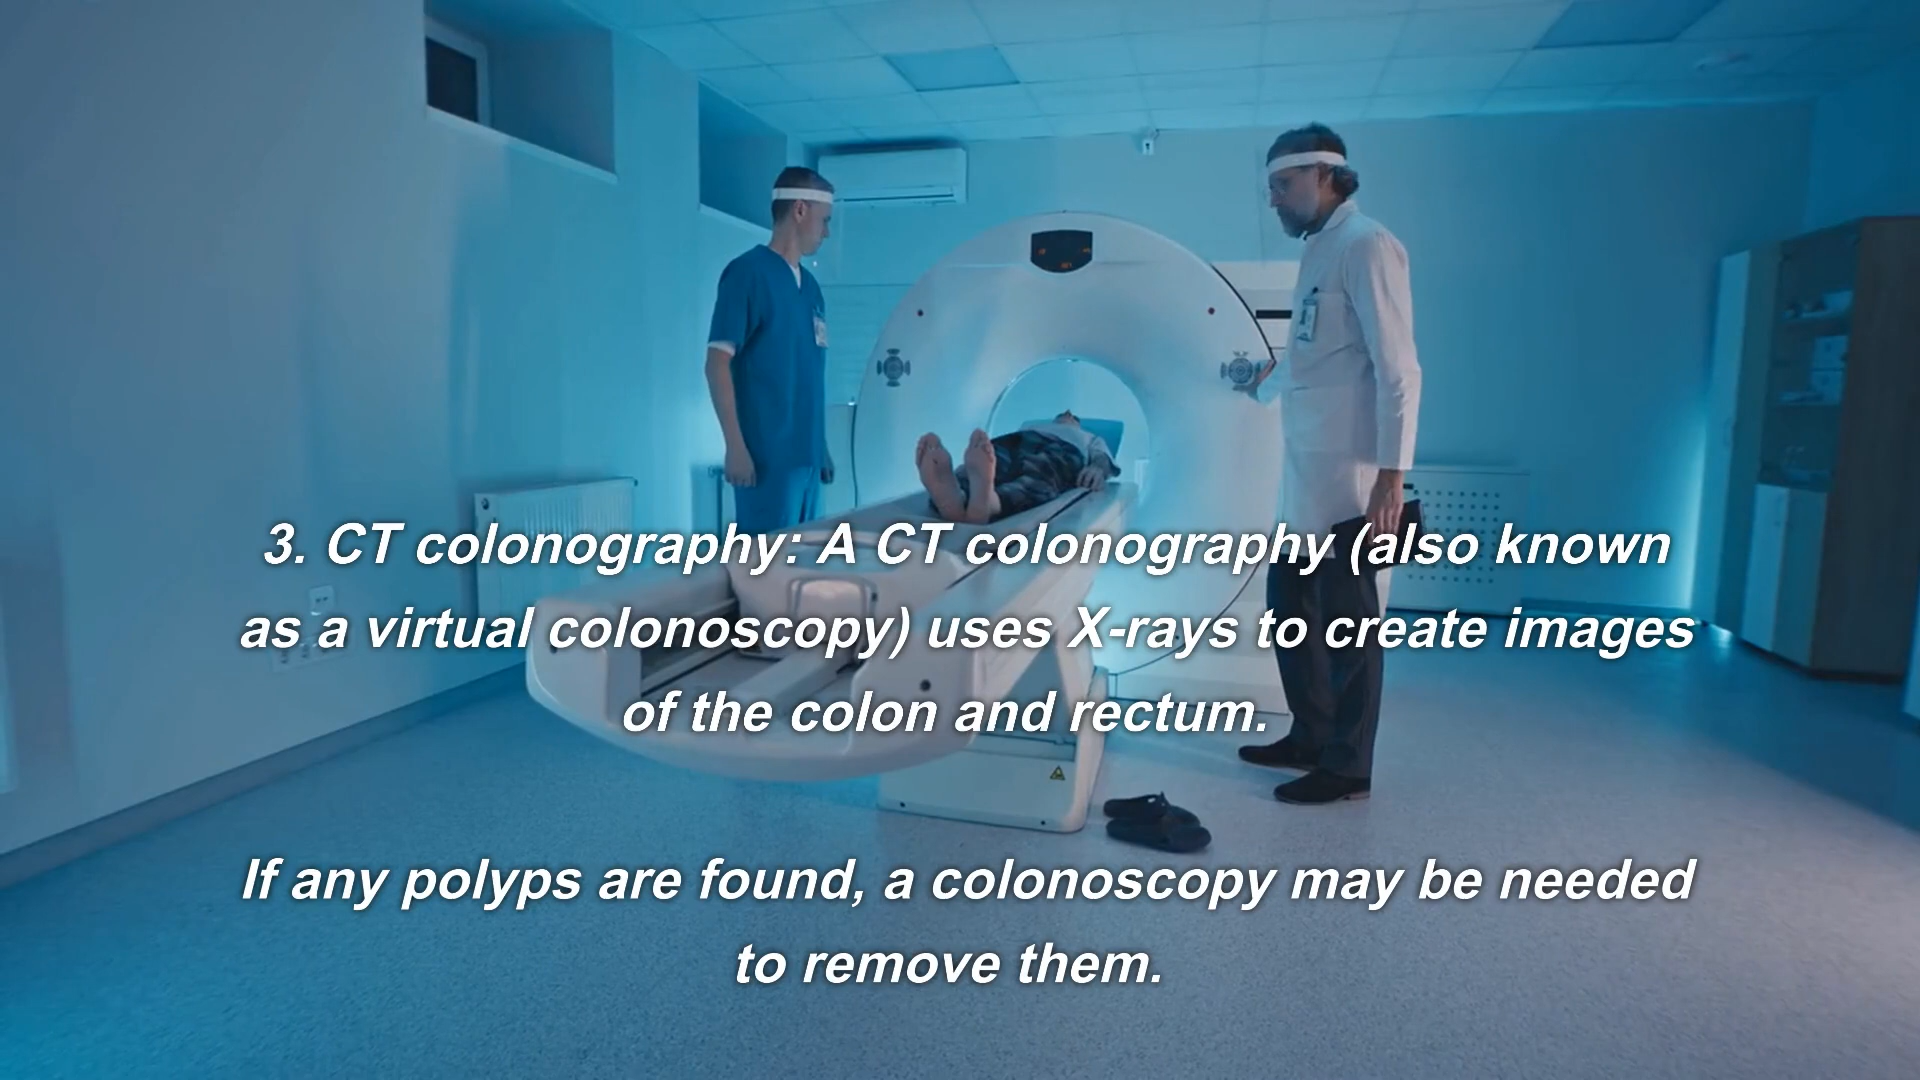 3. CT colonography: A CT colonography (also known
as a virtual colonoscopy) uses X-rays to create images
of the colon and rectum.
If any polyps are found, a colonoscopy may be needed
to remove them.